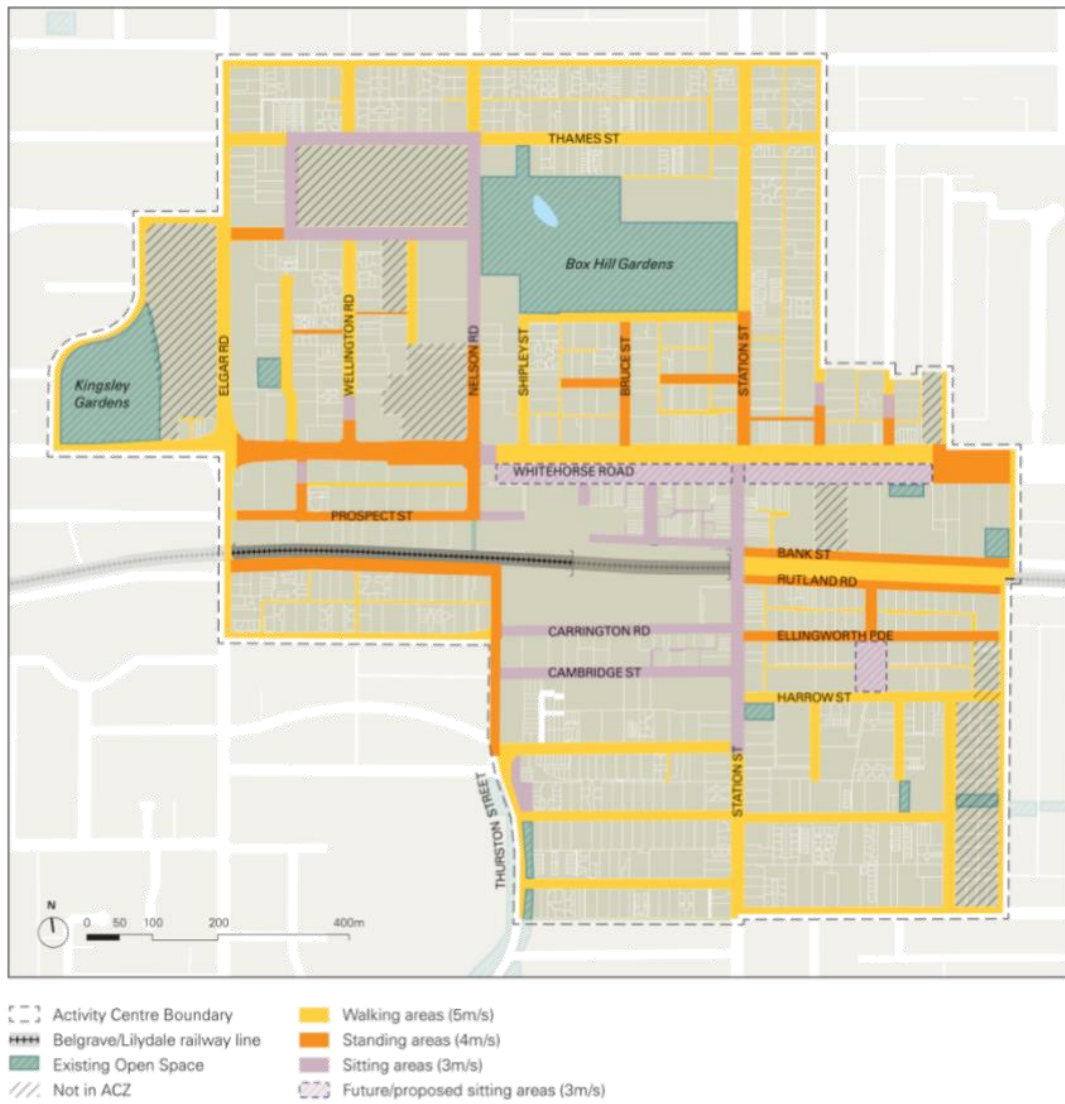 THAMES ST
Box Hill Gardens
Kingsley
Gardens
ELGAR RD
WELLINGTON RD
NELSON RD
SHIPLEY ST
BRUCE ST
STATION ST
WHITEHORSE ROAD
PROSPECT ST
BANK ST
RUTLAND RD
CARRINGTON RD
ELLINGWORTH PDE
CAMBRIDGE ST
HARROW ST
STATION ST
THURSTON STREET
N
0 50 100 200 400m
Activity Centre Boundary
Belgrave/Lilydale railway line
Existing Open Space
Not in ACZ
Walking areas (5m/s)
Standing areas (4m/s)
Sitting areas (3m/s)
Future/proposed sitting areas (3m/s)